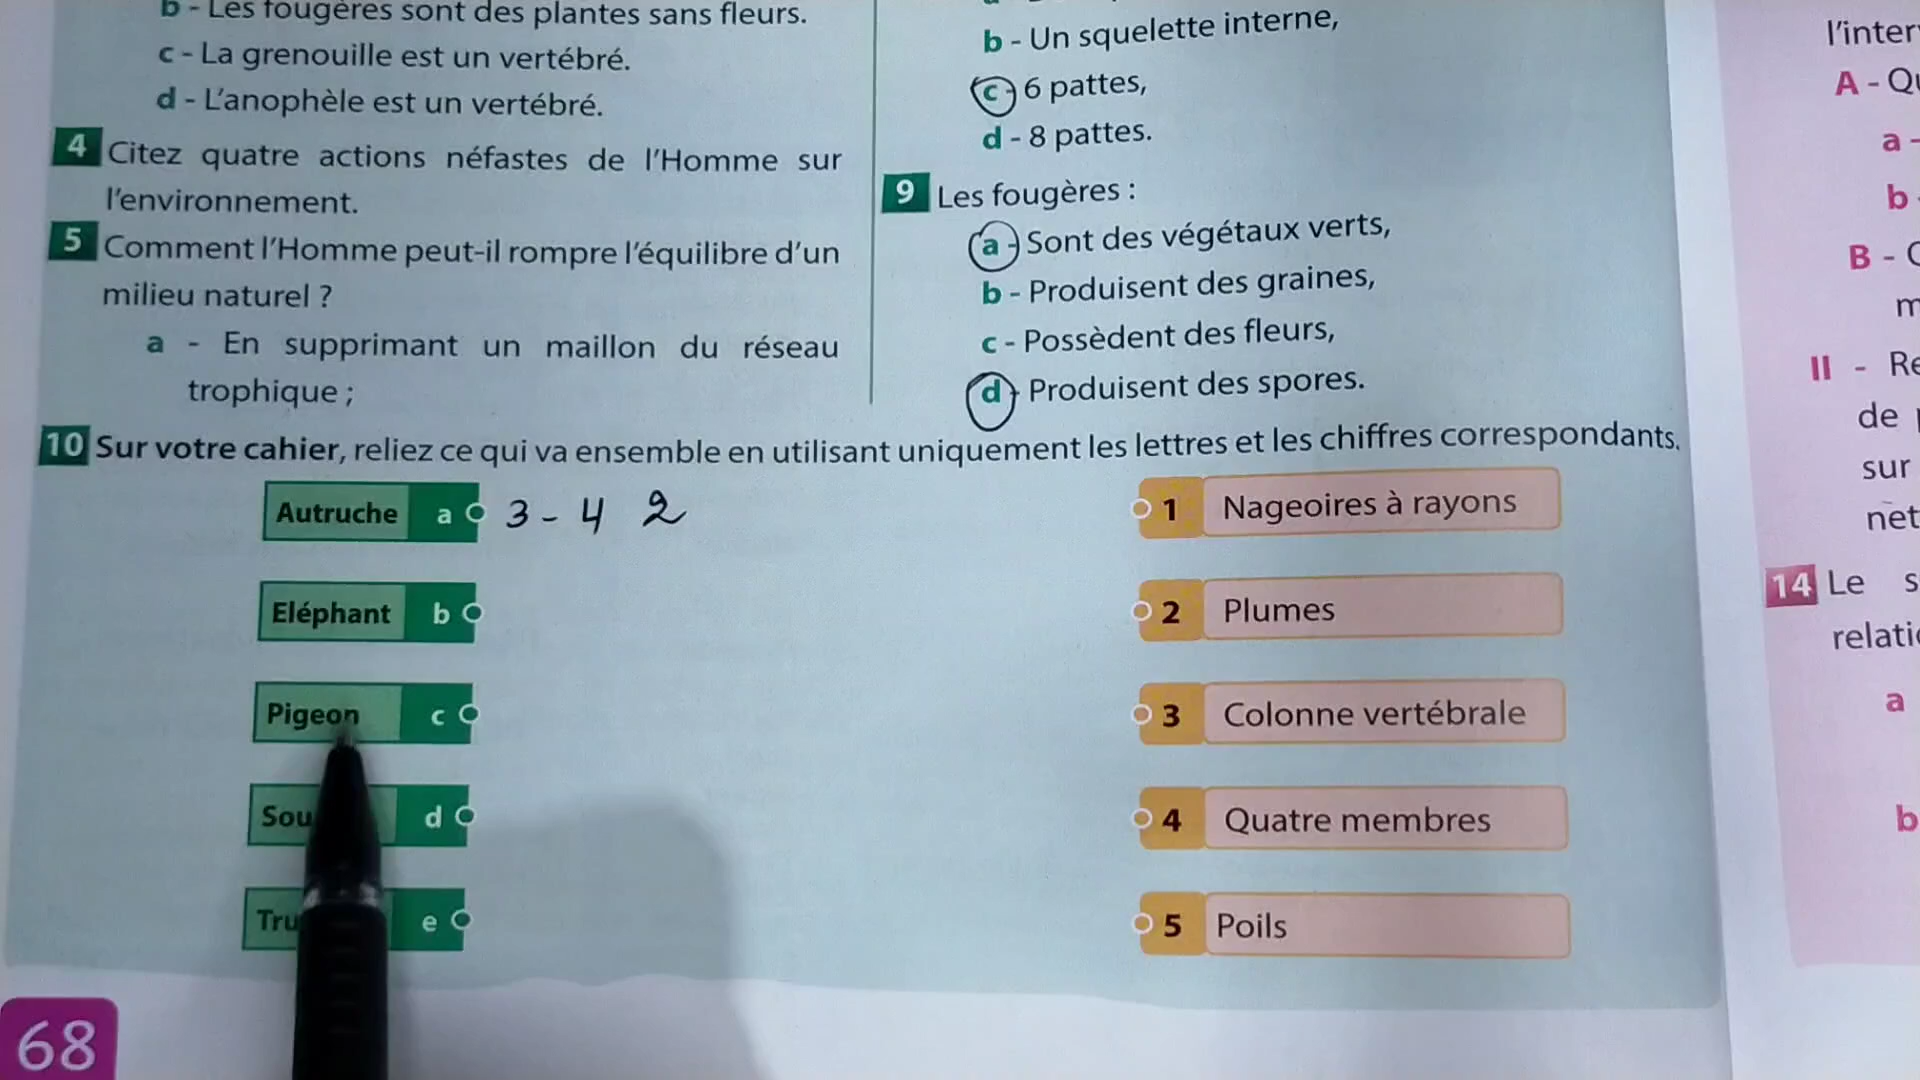 b - Les fougères sont des plantes sans fleurs.
c - La grenouille est un vertébré.
d - L'anophèle est un vertébré.
4 Citez quatre actions néfastes de l'Homme sur
l'environnement.
5 Comment l'Homme peut-il rompre l'équilibre d'un
milieu naturel ?
a - En supprimant un maillon du réseau
trophique ;
b - Un squelette interne,
c - 6 pattes,
d - 8 pattes.
9 Les fougères :
a - Sont des végétaux verts,
b - Produisent des graines,
c - Possèdent des fleurs,
d - Produisent des spores.
10 Sur votre cahier, reliez ce qui va ensemble en utilisant uniquement les lettres et les chiffres correspondants.
Autruche a 3 - 4 2
Eléphant b
Pigeon c
d
e
1 Nageoires à rayons
2 Plumes
3 Colonne vertébrale
4 Quatre membres
5 Poils
68
A -
a -
b -
B -
II -
de
sur
14 Le
a
b